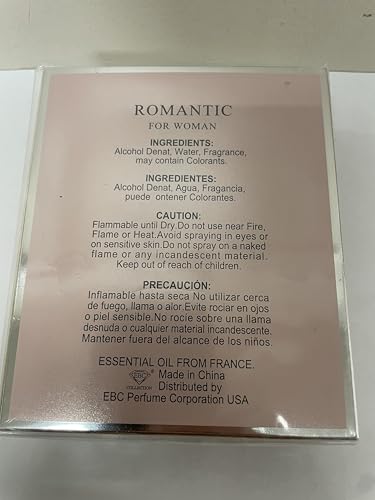 ROMANTIC
FOR WOMAN
INGREDIENTS:
Alcohol Denat, Water, Fragrance,
may contain Colorants.
INGREDIENTES:
Alcohol Denat, Agua, Fragancia,
puede ontener Colorantes.
CAUTION:
Flammable until Dry.Do not use near Fire,
Flame or Heat.Avoid spraying in eyes or
on sensitive skin.Do not spray on a naked
flame or any incandescent material.
Keep out of reach of children.
PRECAUCIÓN:
Inflamable hasta seca No utilizar cerca
de fuego, llama o alor.Evite rociar en ojos
o piel sensible.No rocíe sobre una llama
desnuda o cualquier material incandescente.
Mantener fuera del alcance de los niños.
ESSENTIAL OIL FROM FRANCE.
EBC ®
COLLECTION
Made in China
Distributed by
EBC Perfume Corporation USA